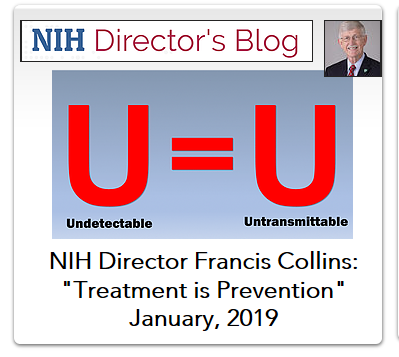 NIH Director's Blog
U = U
Undetectable Untransmittable
NIH Director Francis Collins:
"Treatment is Prevention"
January, 2019